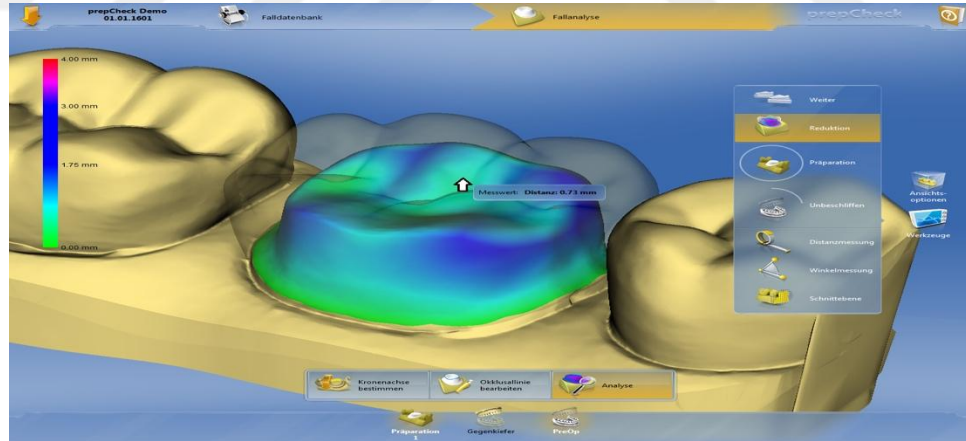 prepCheck Demo
01.01.1601
Falldatenbank
Fallanalyse
prepCheck
4.00 mm
3.00 mm
1.75 mm
0.00 mm
Messwert: Distanz: 0.73 mm
Weiter
Reduktion
Präparation
Unbeschliffen
Distanzmessung
Winkelmessung
Schnittebene
Ansichts-
optionen
Werkzeuge
Kronenachse
bestimmen
Okklusallinie
bearbeiten
Analyse
Präparation
1
Gegenkiefer
PreOp